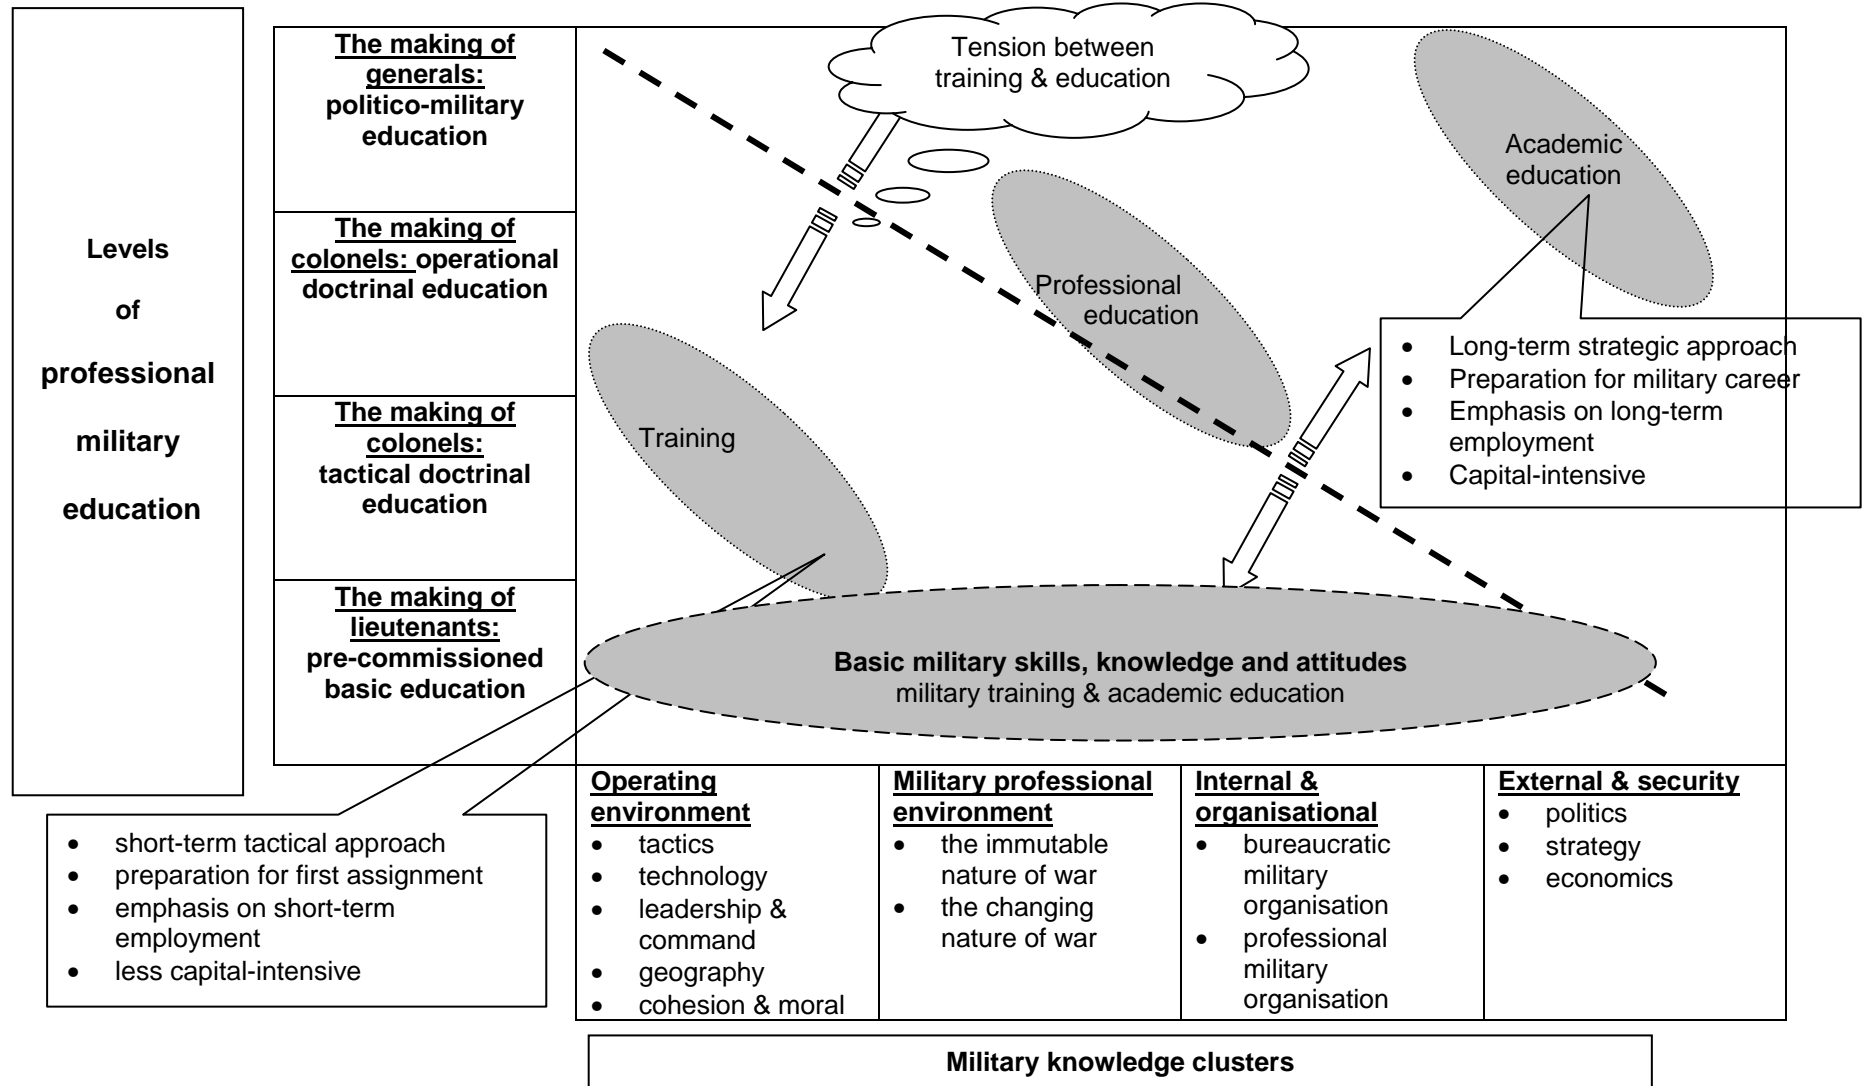 Levels
of
professional
military
education
The making of
generals:
politico-military
education
The making of
colonels: operational
doctrinal education
The making of
colonels:
tactical doctrinal
education
The making of
lieutenants:
pre-commissioned
basic education
Tension between
training & education
Academic
education
Professional
education
Training
• Long-term strategic approach
• Preparation for military career
• Emphasis on long-term
employment
• Capital-intensive
Basic military skills, knowledge and attitudes
military training & academic education
• short-term tactical approach
• preparation for first assignment
• emphasis on short-term
employment
• less capital-intensive
Operating
environment
• tactics
• technology
• leadership &
command
• geography
• cohesion & moral
Military professional
environment
• the immutable
nature of war
• the changing
nature of war
Internal &
organisational
• bureaucratic
military
organisation
• professional
military
organisation
External & security
• politics
• strategy
• economics
Military knowledge clusters